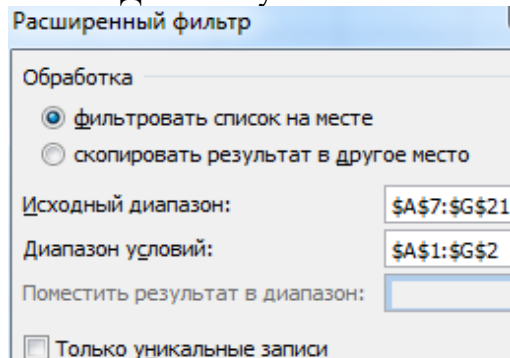 Расширенный фильтр
Обработка
фильтровать список на месте
скопировать результат в другое место
Исходный диапазон: $A$7:$G$21
Диапазон условий: $A$1:$G$2
Поместить результат в диапазон:
Только уникальные записи